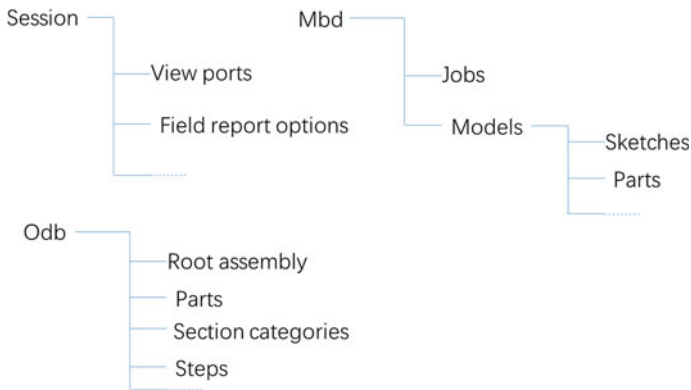 Session
View ports
Field report options
Mbd
Jobs
Models
Sketches
Parts
Odb
Root assembly
Parts
Section categories
Steps